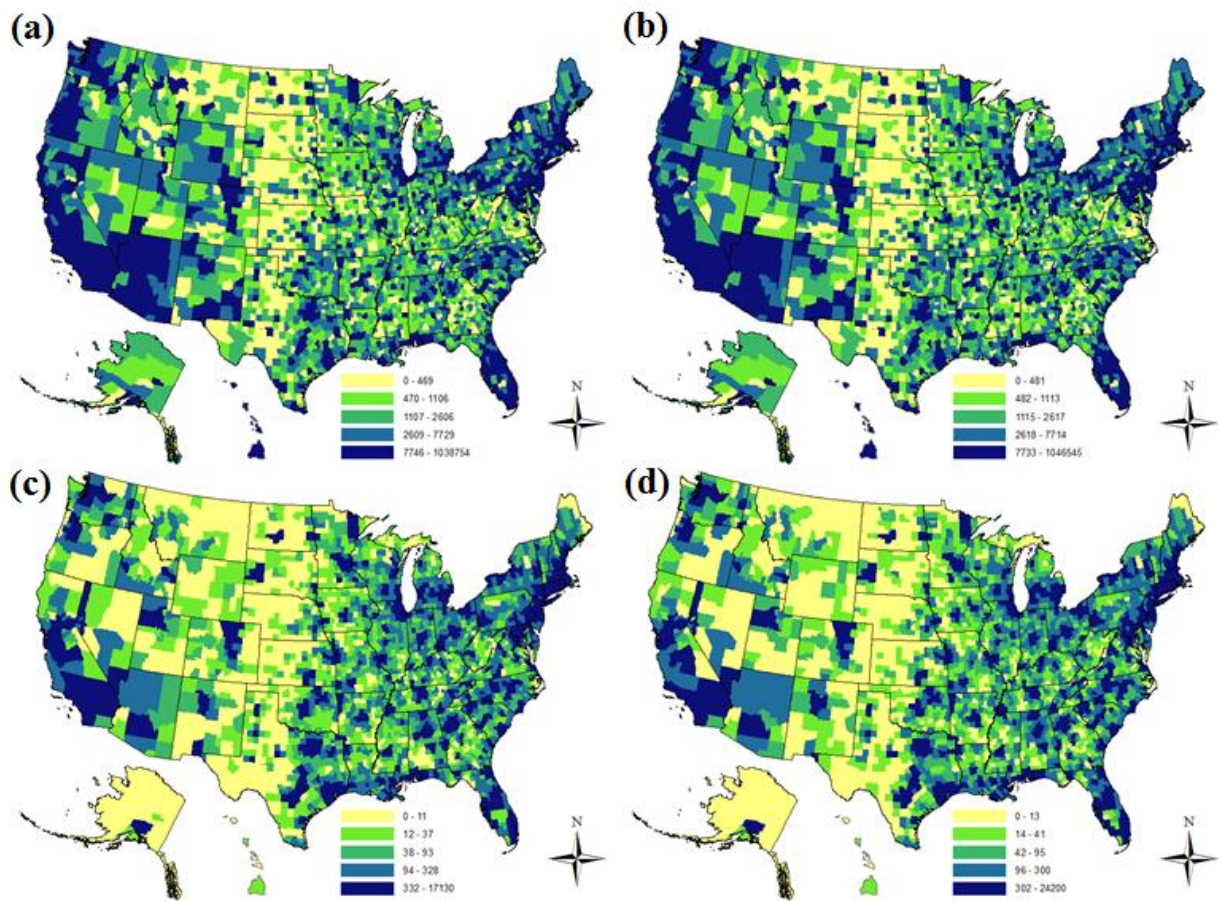 (a)
N
0 - 469
470 - 1106
1107 - 2606
2609 - 7729
7746 - 1038754
(b)
N
0 - 481
482 - 1113
1115 - 2617
2618 - 7714
7733 - 1046545
(c)
N
0 - 11
12 - 37
38 - 93
94 - 328
332 - 17130
(d)
N
0 - 13
14 - 41
42 - 95
96 - 300
302 - 24200